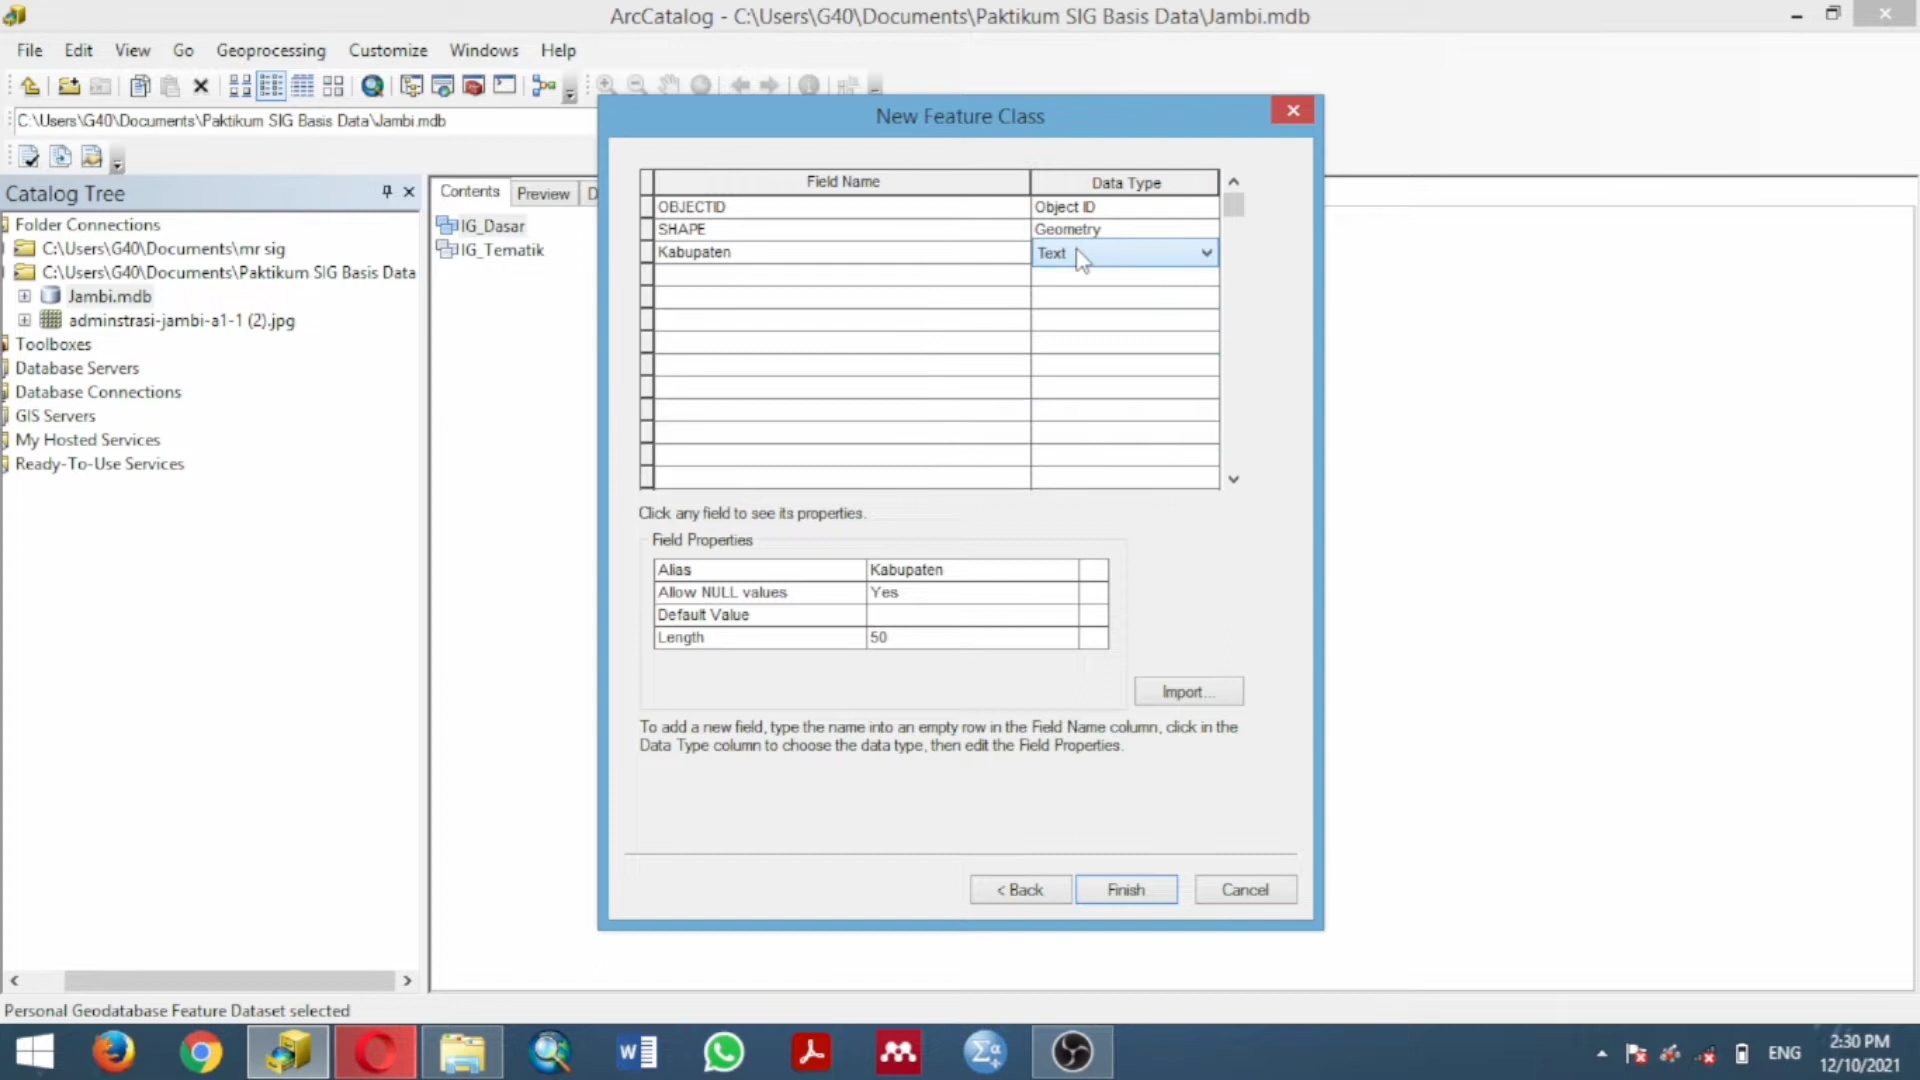 ArcCatalog - C:\Users\G40\Documents\Paktikum SIG Basis Data\Jambi.mdb
File Edit View Go Geoprocessing Customize Windows Help
C:\Users\G40\Documents\Paktikum SIG Basis Data\Jambi.mdb
Catalog Tree
Folder Connections
C:\Users\G40\Documents\mr sig
C:\Users\G40\Documents\Paktikum SIG Basis Data
Jambi.mdb
adminstrasi-jambi-a1-1 (2).jpg
Toolboxes
Database Servers
Database Connections
GIS Servers
My Hosted Services
Ready-To-Use Services
Contents Preview D
IG_Dasar
IG_Tematik
New Feature Class
Field Name Data Type
OBJECTID Object ID
SHAPE Geometry
Kabupaten Text
Click any field to see its properties.
Field Properties
Alias Kabupaten
Allow NULL values Yes
Default Value
Length 50
Import...
To add a new field, type the name into an empty row in the Field Name column, click in the
Data Type column to choose the data type, then edit the Field Properties.
< Back Finish Cancel
Personal Geodatabase Feature Dataset selected
ENG
2:30 PM
12/10/2021